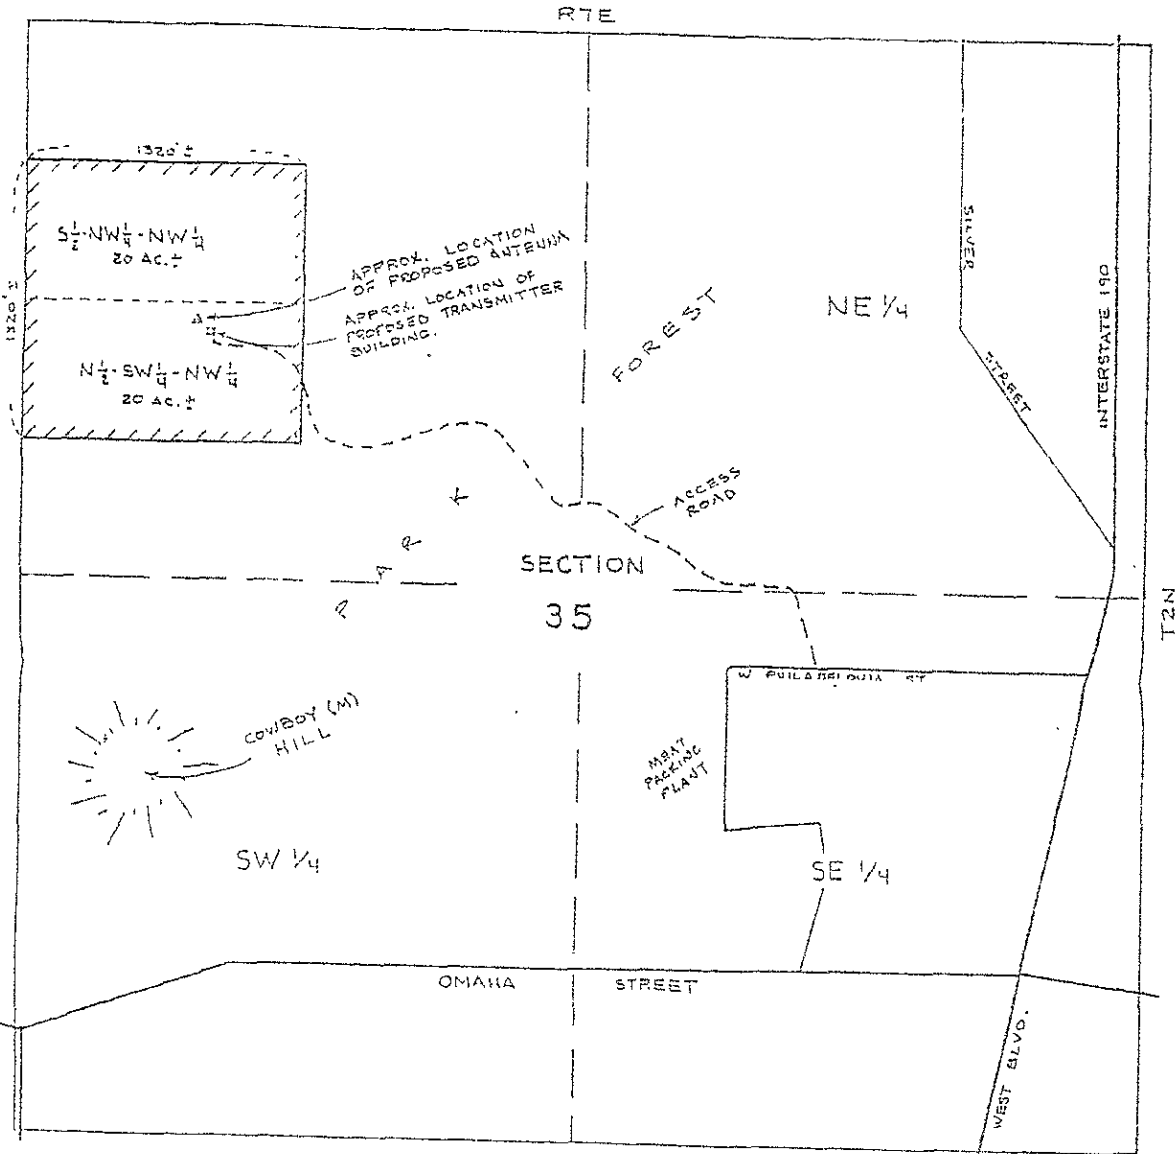 R7E
1320'±
S½-NW¼-NW¼
20 AC.±
1320'±
N½-SW¼-NW¼
20 AC.±
APPROX. LOCATION
OF PROPOSED ANTENNA
APPROX. LOCATION OF
PROPOSED TRANSMITTER
BUILDING.
FOREST
NE 1/4
SILVER
STREET
INTERSTATE 190
ACCESS
ROAD
PARK
SECTION
35
T2N
W PHILADELPHIA ST
COWBOY (M)
HILL
MEAT
PACKING
PLANT
SW 1/4
SE 1/4
OMAHA STREET
WEST BLVD.